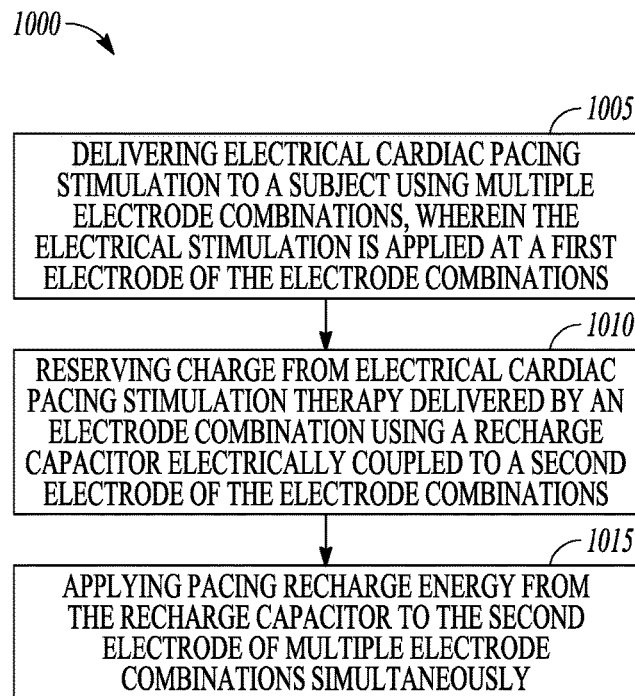 1000
1005
DELIVERING ELECTRICAL CARDIAC PACING
STIMULATION TO A SUBJECT USING MULTIPLE
ELECTRODE COMBINATIONS, WHEREIN THE
ELECTRICAL STIMULATION IS APPLIED AT A FIRST
ELECTRODE OF THE ELECTRODE COMBINATIONS
1010
RESERVING CHARGE FROM ELECTRICAL CARDIAC
PACING STIMULATION THERAPY DELIVERED BY AN
ELECTRODE COMBINATION USING A RECHARGE
CAPACITOR ELECTRICALLY COUPLED TO A SECOND
ELECTRODE OF THE ELECTRODE COMBINATIONS
1015
APPLYING PACING RECHARGE ENERGY FROM
THE RECHARGE CAPACITOR TO THE SECOND
ELECTRODE OF MULTIPLE ELECTRODE
COMBINATIONS SIMULTANEOUSLY